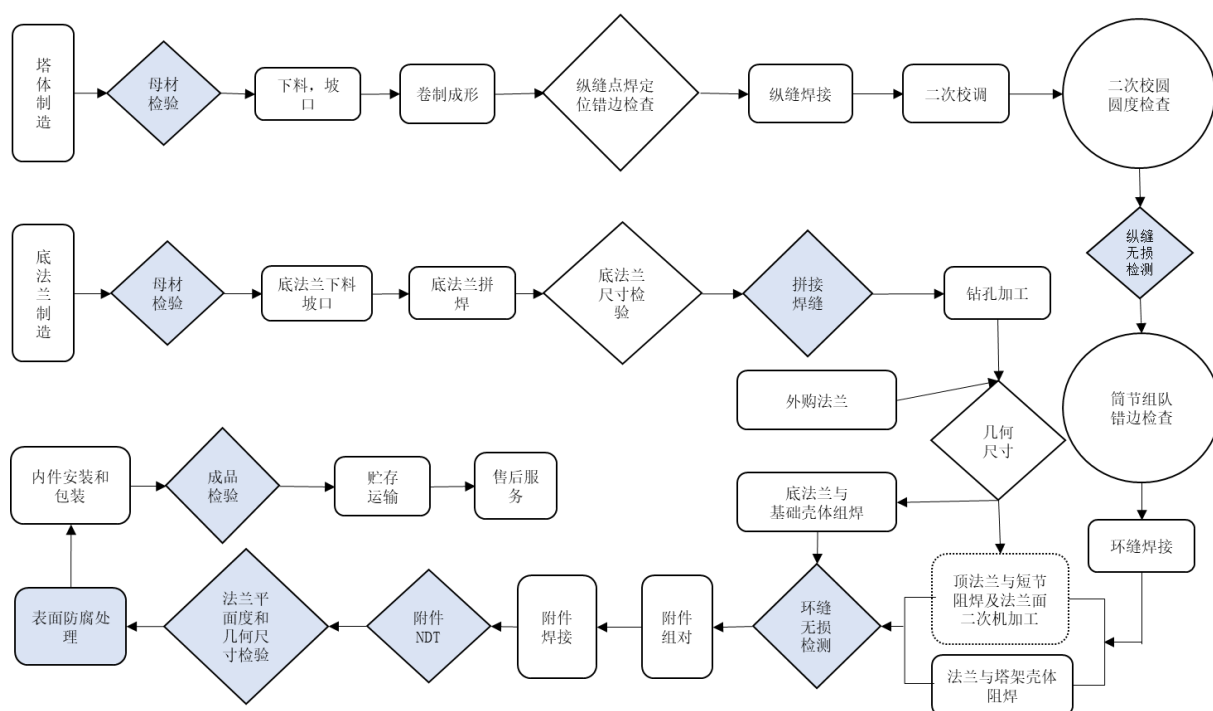 塔
体
制
造
母材
检验
下料，坡
口
卷制成形
纵缝点焊定
位错边检查
纵缝焊接
二次校调
二次校圆
圆度检查
纵缝
无损
检测
底
法
兰
制
造
母材
检验
底法兰下料
坡口
底法兰拼
焊
底法兰
尺寸检
验
拼接
焊缝
钻孔加工
外购法兰
几何
尺寸
筒节组队
错边检查
内件安装和
包装
成品
检验
贮存
运输
售后服
务
底法兰与
基础壳体组焊
环缝焊接
表面防腐处
理
法兰平
面度和
几何尺
寸检验
附件
NDT
附件
焊接
附件
组对
环缝
无损
检测
顶法兰与短节
阻焊及法兰面
二次机加工
法兰与塔架壳体
阻焊